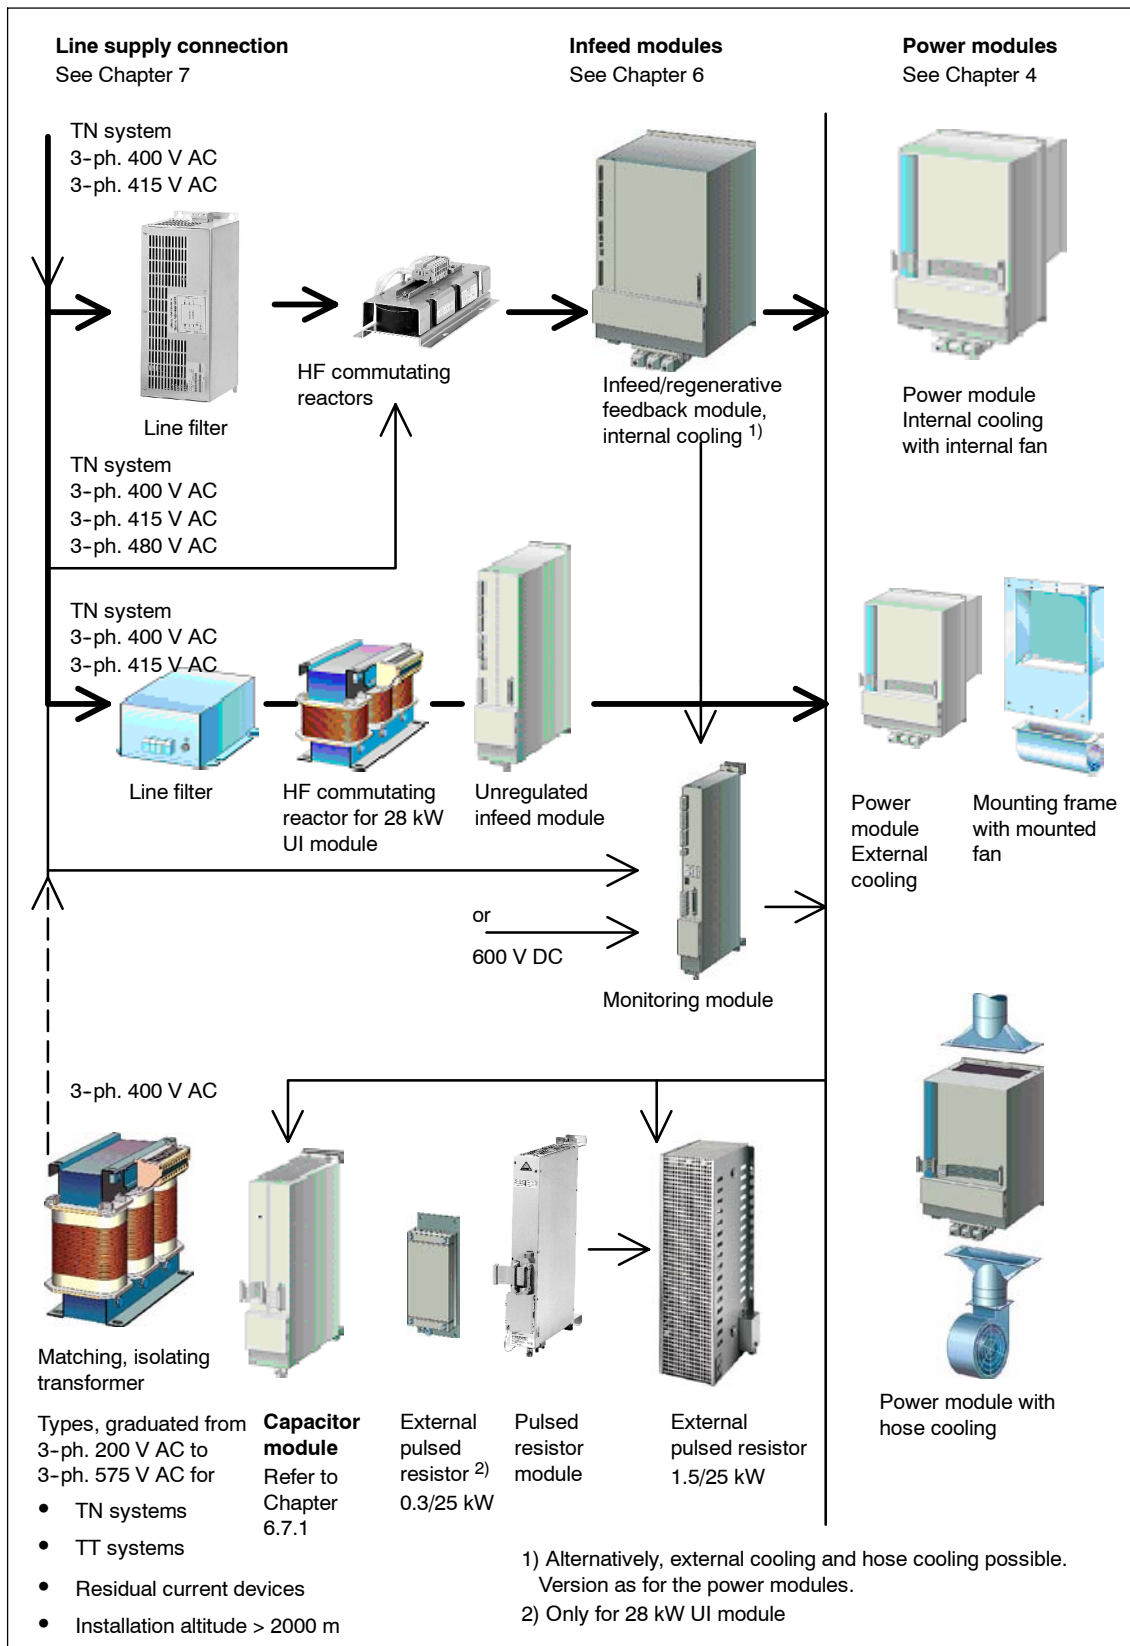 Line supply connection
See Chapter 7
Infeed modules
See Chapter 6
Power modules
See Chapter 4
TN system
3-ph. 400 V AC
3-ph. 415 V AC
Line filter
HF commutating
reactors
Infeed/regenerative
feedback module,
internal cooling 1)
Power module
Internal cooling
with internal fan
TN system
3-ph. 400 V AC
3-ph. 415 V AC
3-ph. 480 V AC
TN system
3-ph. 400 V AC
3-ph. 415 V AC
Line filter
HF commutating
reactor for 28 kW
UI module
Unregulated
infeed module
Power
module
External
cooling
Mounting frame
with mounted
fan
or
600 V DC
Monitoring module
3-ph. 400 V AC
Matching, isolating
transformer
Types, graduated from
3-ph. 200 V AC to
3-ph. 575 V AC for
• TN systems
• TT systems
• Residual current devices
• Installation altitude > 2000 m
Capacitor
module
Refer to
Chapter
6.7.1
External
pulsed
resistor 2)
0.3/25 kW
Pulsed
resistor
module
External
pulsed resistor
1.5/25 kW
Power module with
hose cooling
1) Alternatively, external cooling and hose cooling possible.
Version as for the power modules.
2) Only for 28 kW UI module